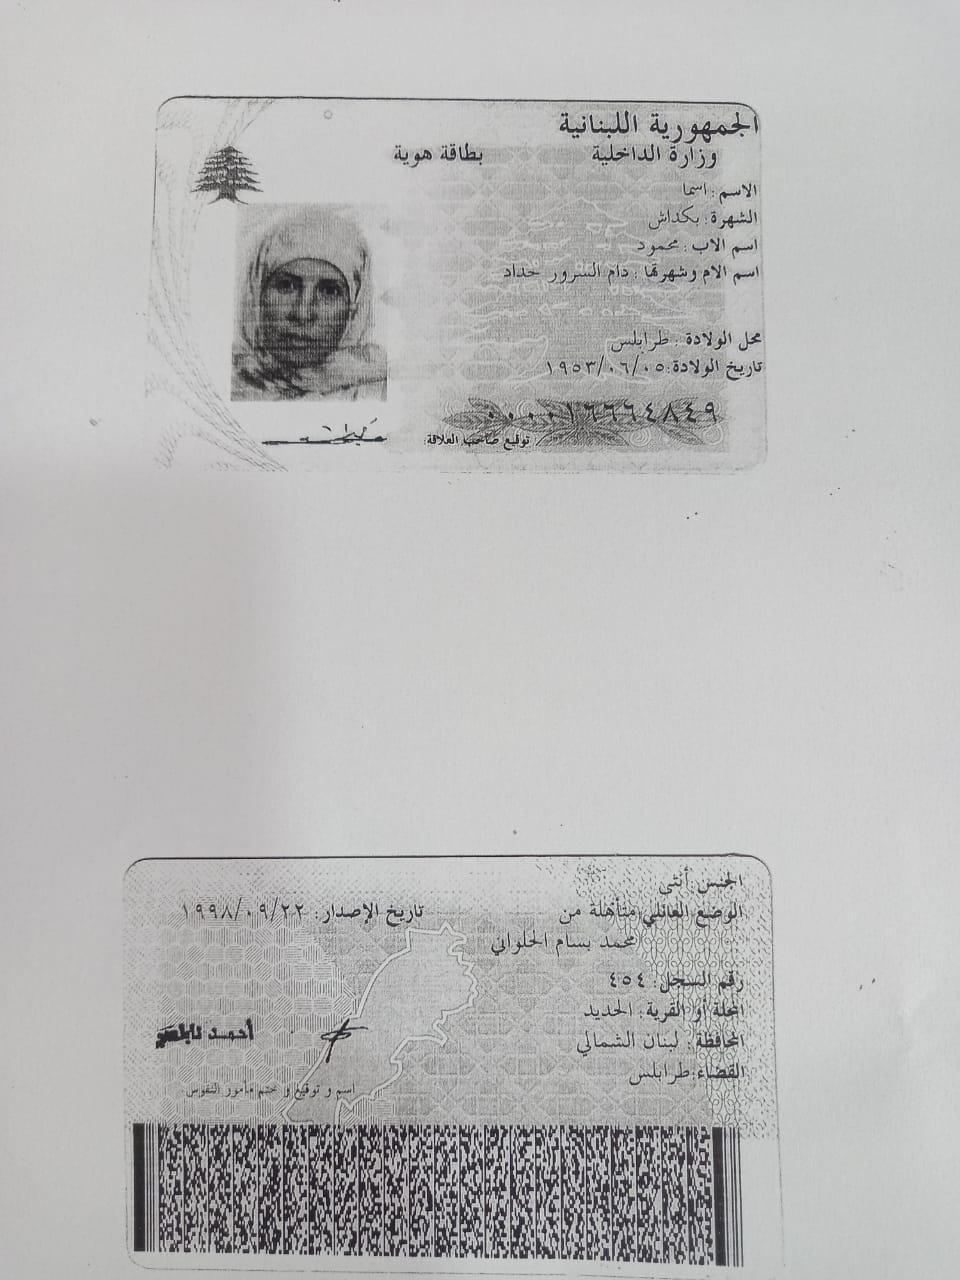 الجمهورية اللبنانية
وزارة الداخلية بطاقة هوية
الاسم : اسما
الشهرة : بكداش
اسم الاب : محمود
اسم الام وشهرتها : دام السرور حداد
محل الولادة : طرابلس
تاريخ الولادة: ١٩٥٣/٠٦/٠٥
٠٠٠٠١٦٦٦٤٨٤٩
توقيع صاحب العلاقة:
الجنس : أنثى
الوضع العائلي : متأهلة من تاريخ الإصدار: ١٩٩٨/٠٩/٢٢
محمد بسام الحلواني
رقم السجل: ٤٥٤
المحلة أو القرية: الحديد
المحافظة : لبنان الشمالي
القضاء: طرابلس
أحمد
اسم و توقيع و ختم مأمور النفوس